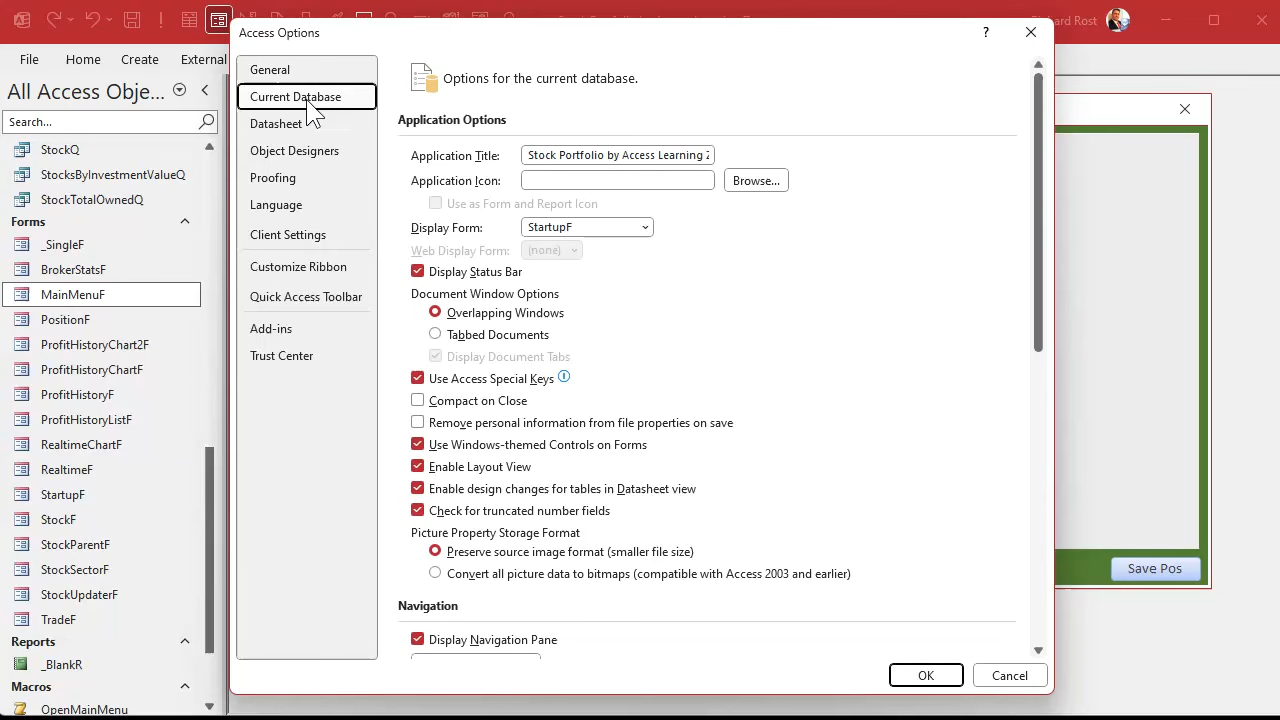 Access Options
?
File
Home
Create
External
All Access Obje...
Search...
StockQ
StocksByInvestmentValueQ
StockTotalOwnedQ
Forms
_SingleF
BrokerStatsF
MainMenuF
PositionF
ProfitHistoryChart2F
ProfitHistoryChartF
ProfitHistoryF
ProfitHistoryListF
RealtimeChartF
RealtimeF
StartupF
StockF
StockParentF
StockSectorF
StockUpdaterF
TradeF
Reports
_BlankR
Macros
OpenMainMenu
General
Current Database
Datasheet
Object Designers
Proofing
Language
Client Settings
Customize Ribbon
Quick Access Toolbar
Add-ins
Trust Center
Options for the current database.
Application Options
Application Title: Stock Portfolio by Access Learning Z
Application Icon: Browse...
Use as Form and Report Icon
Display Form: StartupF
Web Display Form: (none)
Display Status Bar
Document Window Options
Overlapping Windows
Tabbed Documents
Display Document Tabs
Use Access Special Keys
Compact on Close
Remove personal information from file properties on save
Use Windows-themed Controls on Forms
Enable Layout View
Enable design changes for tables in Datasheet view
Check for truncated number fields
Picture Property Storage Format
Preserve source image format (smaller file size)
Convert all picture data to bitmaps (compatible with Access 2003 and earlier)
Navigation
Display Navigation Pane
OK
Cancel
Save Pos